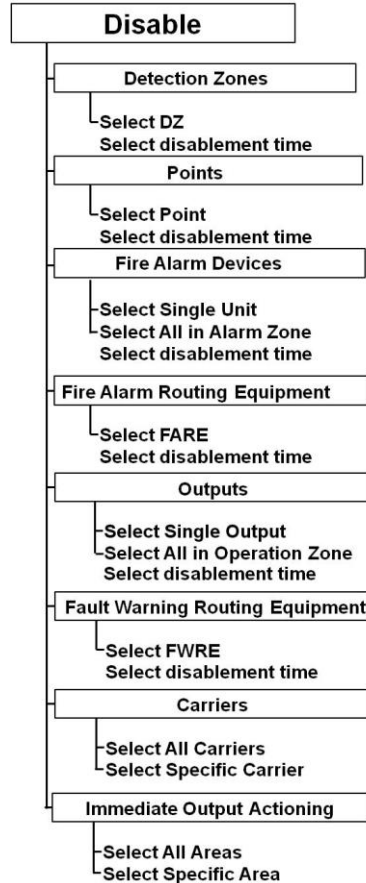 Disable
Detection Zones
Select DZ
Select disablement time
Points
Select Point
Select disablement time
Fire Alarm Devices
Select Single Unit
Select All in Alarm Zone
Select disablement time
Fire Alarm Routing Equipment
Select FARE
Select disablement time
Outputs
Select Single Output
Select All in Operation Zone
Select disablement time
Fault Warning Routing Equipment
Select FWRE
Select disablement time
Carriers
Select All Carriers
Select Specific Carrier
Immediate Output Actioning
Select All Areas
Select Specific Area